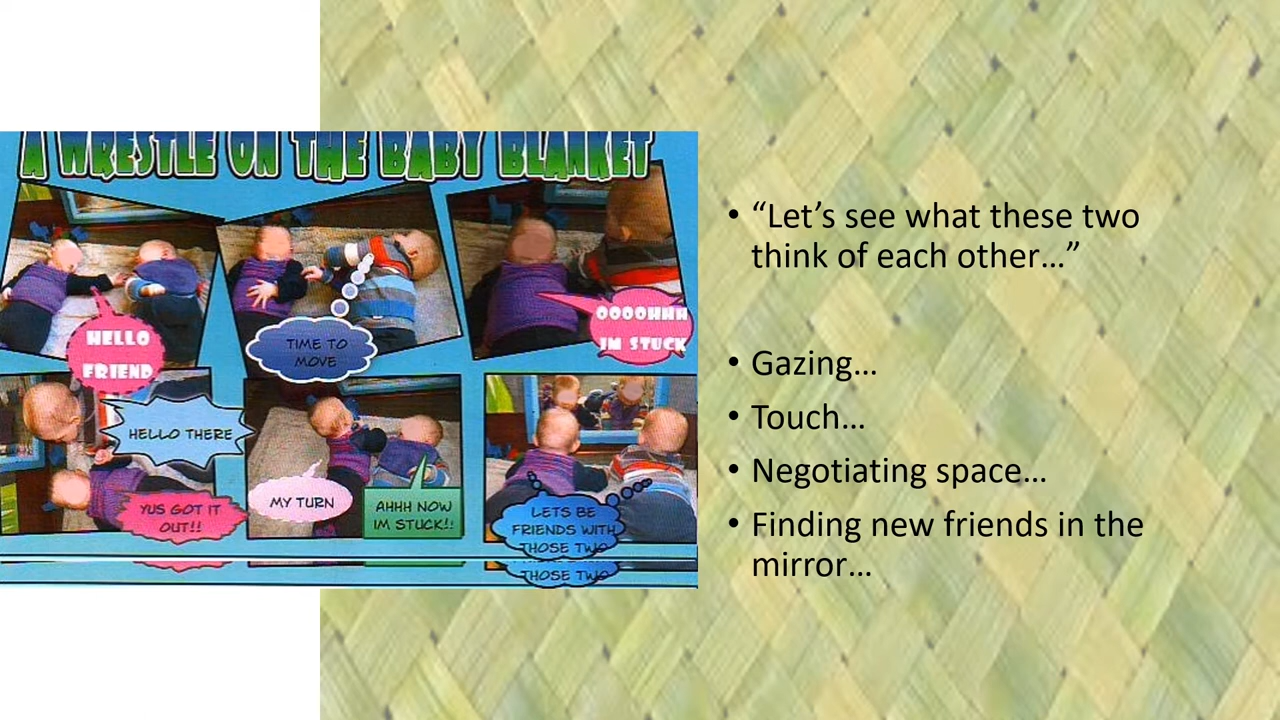 A WRESTLE ON THE BABY BLANKET
HELLO
FRIEND
TIME TO
MOVE
OOOOHHH
IM STUCK
HELLO THERE
YUS GOT IT
OUT!!
MY TURN
AHHH NOW
IM STUCK!!
LETS BE
FRIENDS WITH
THOSE TWO
THOSE TWO
• “Let’s see what these two
think of each other…”
• Gazing…
• Touch…
• Negotiating space…
• Finding new friends in the
mirror…